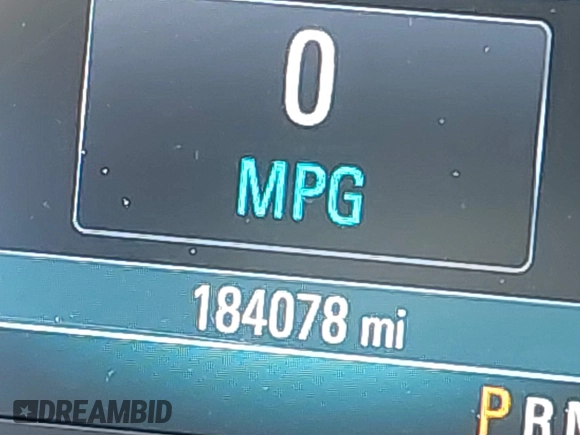 0
MPG
184078 mi
P R N
DREAMBID